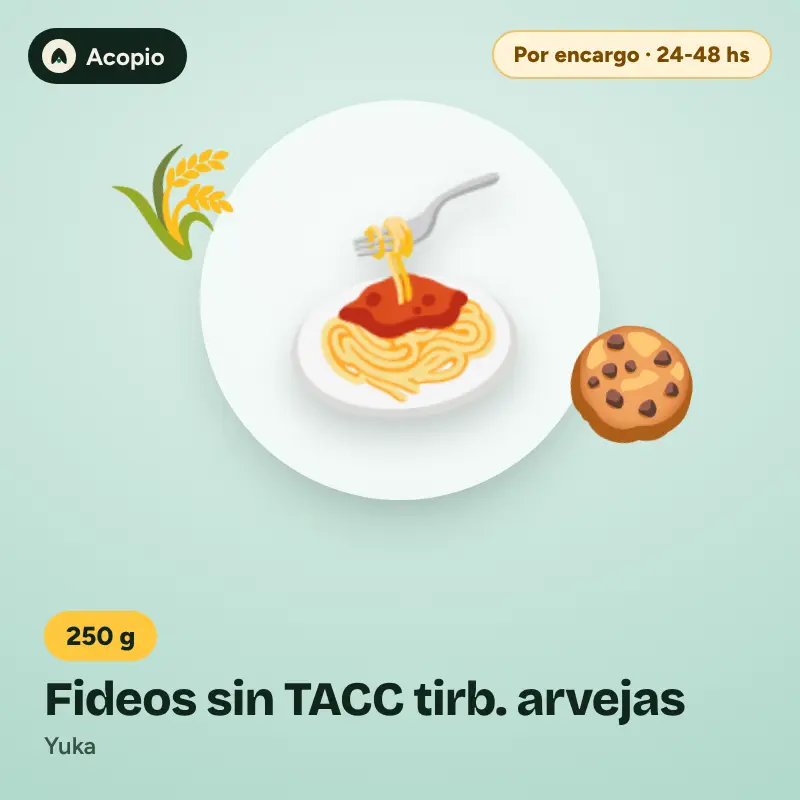 Acopio
Por encargo · 24-48 hs
250 g
Fideos sin TACC tirb. arvejas
Yuka